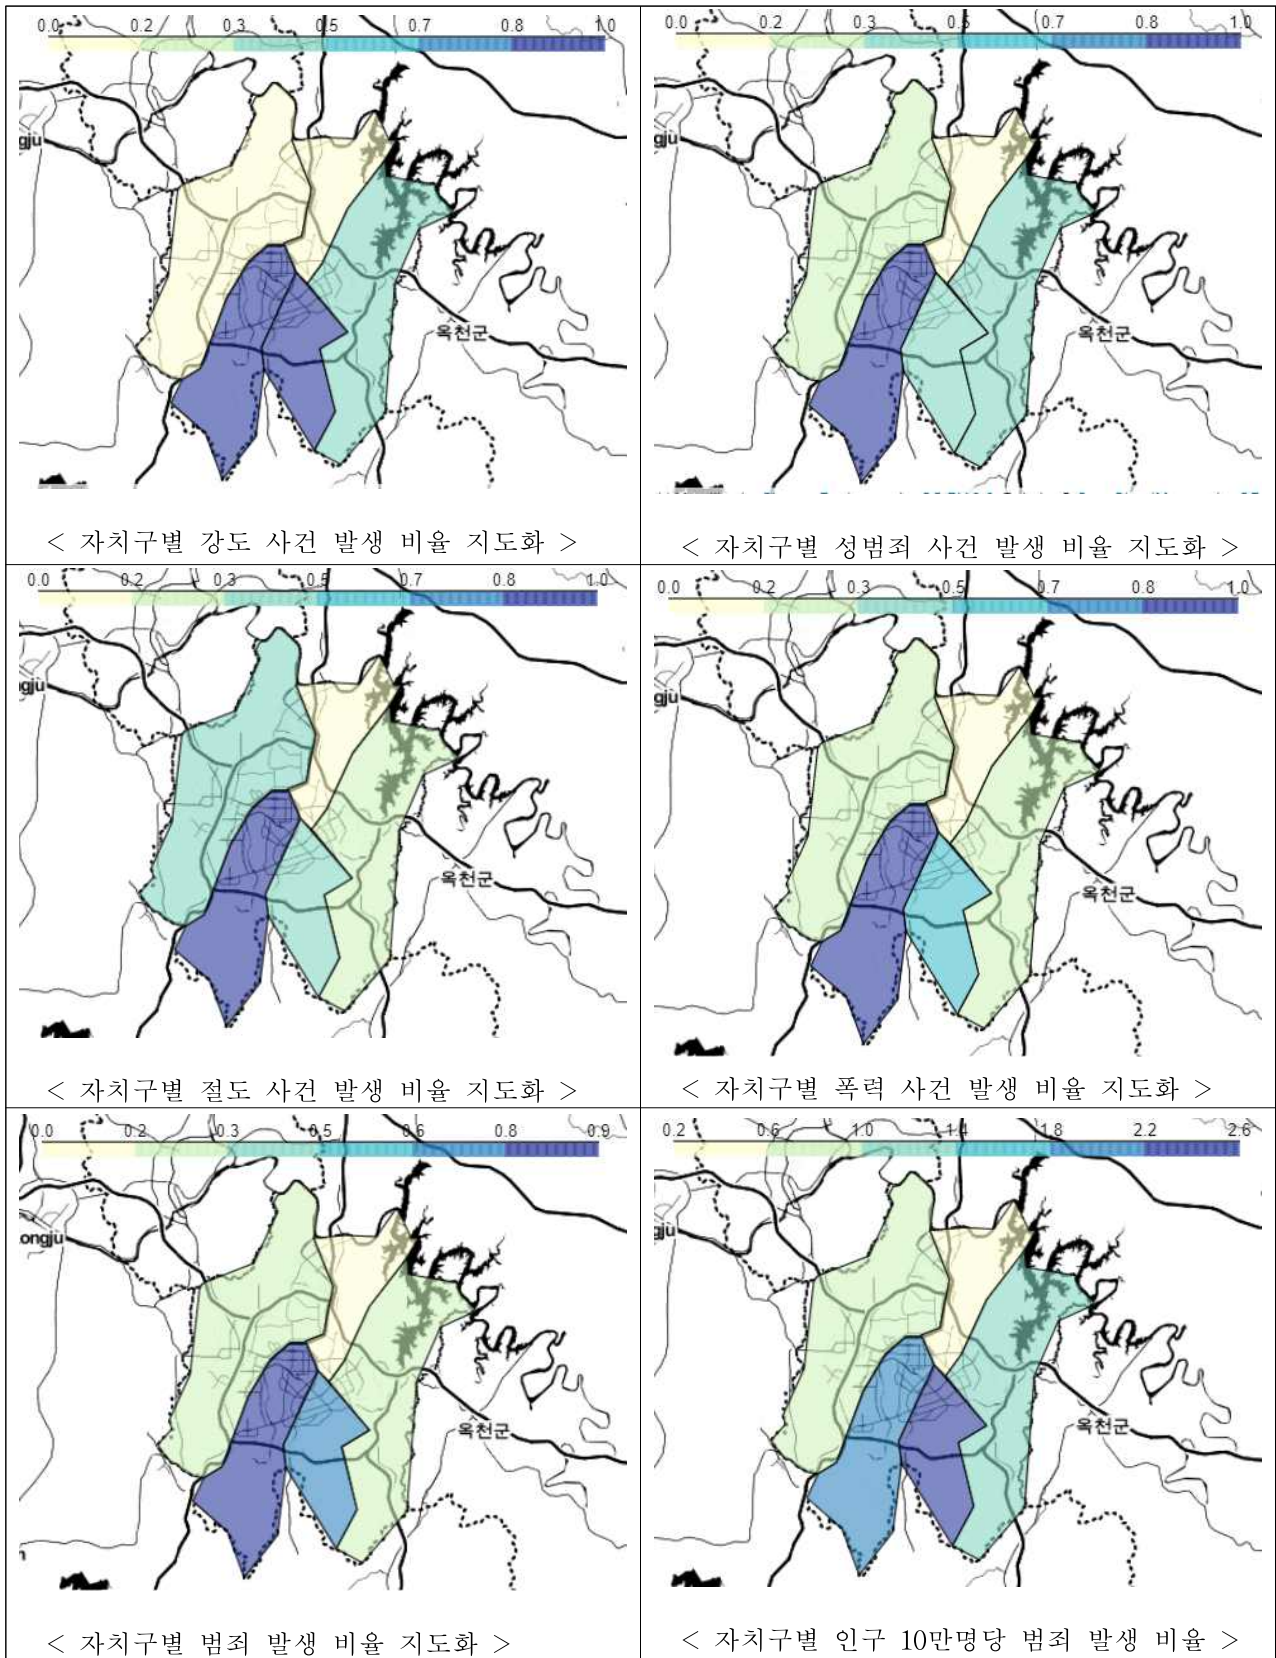 0.0 0.2 0.3 0.5 0.7 0.8 1.0
gju
옥천군
< 자치구별 강도 사건 발생 비율 지도화 >
0.0 0.2 0.3 0.5 0.7 0.8 1.0
gju
옥천군
< 자치구별 성범죄 사건 발생 비율 지도화 >
0.0 0.2 0.3 0.5 0.7 0.8 1.0
ngju
옥천군
< 자치구별 절도 사건 발생 비율 지도화 >
0.0 0.2 0.3 0.5 0.7 0.8 1.0
gju
옥천군
< 자치구별 폭력 사건 발생 비율 지도화 >
0.0 0.2 0.3 0.5 0.6 0.8 0.9
ongju
옥천군
< 자치구별 범죄 발생 비율 지도화 >
0.2 0.6 1.0 1.4 1.8 2.2 2.6
gju
옥천군
< 자치구별 인구 10만명당 범죄 발생 비율 >